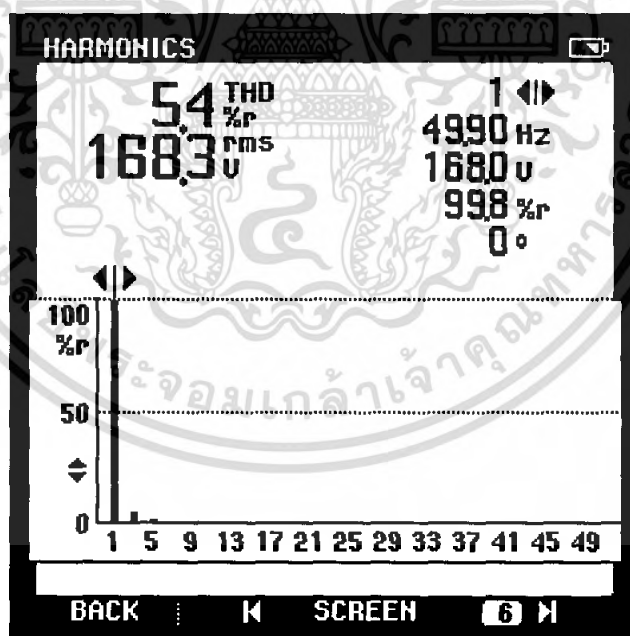 HARMONICS
5.4 THD %r
168.3 rms V
1
49.90 Hz
168.0 V
99.8 %r
0 °
100
%r
50
0
1 5 9 13 17 21 25 29 33 37 41 45 49
BACK SCREEN 6